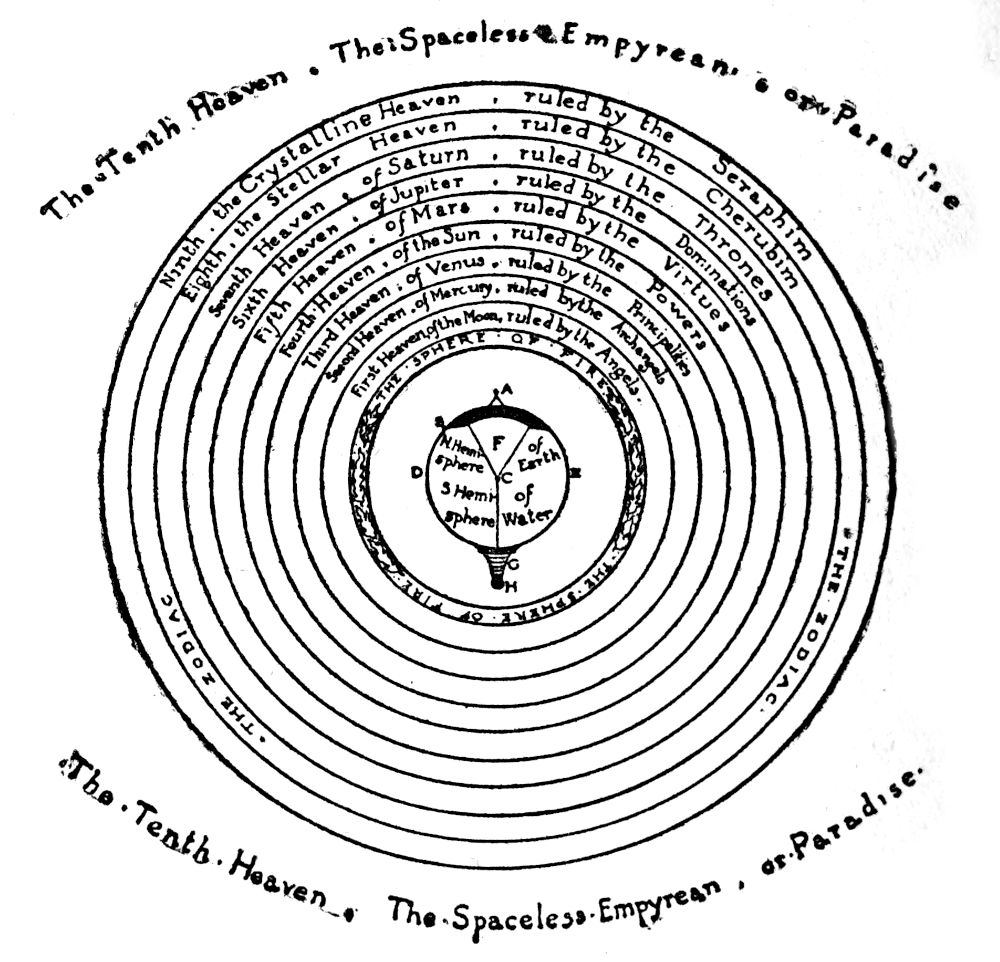 The Tenth Heaven . The Spaceless Empyrean , or Paradise
Ninth . the Crystalline Heaven . ruled by the Seraphim
Eighth , the Stellar Heaven . ruled by the Cherubim
Seventh Heaven . of Saturn . ruled by the Thrones
Sixth Heaven . of Jupiter . ruled by the Dominations
Fifth Heaven . of Mars . ruled by the Virtues
Fourth Heaven . of the Sun . ruled by the Powers
Third Heaven . of Venus . ruled by the Principalities
Second Heaven . of Mercury . ruled by the Archangels
First Heaven , of the Moon , ruled by the Angels .
THE . SPHERE . OF . FIRE
A
B
N Hemi-
sphere
F
of
Earth
D
C
E
S Hemi-
sphere
of
Water
G
H
THE . SPHERE . OF . FIRE
. THE ZODIAC
THE ZODIAC .
The . Tenth . Heaven . The . Spaceless . Empyrean , or . Paradise .